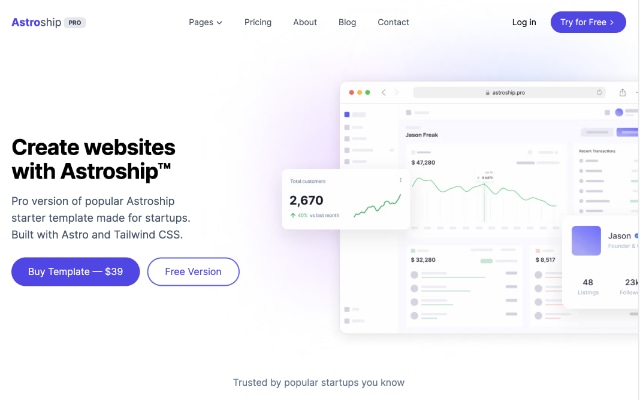 Astroship PRO
Pages
Pricing
About
Blog
Contact
Log in
Try for Free
astroship.pro
Create websites
with Astroship™
Pro version of popular Astroship
starter template made for startups.
Built with Astro and Tailwind CSS.
Buy Template — $39
Free Version
Jason Freak
$ 47,280
Recent Transactions
Total customers
2,670
40% vs last month
$ 32,280
$ 8,517
Jason
Founder &
48
Listings
23k
Follow
Trusted by popular startups you know